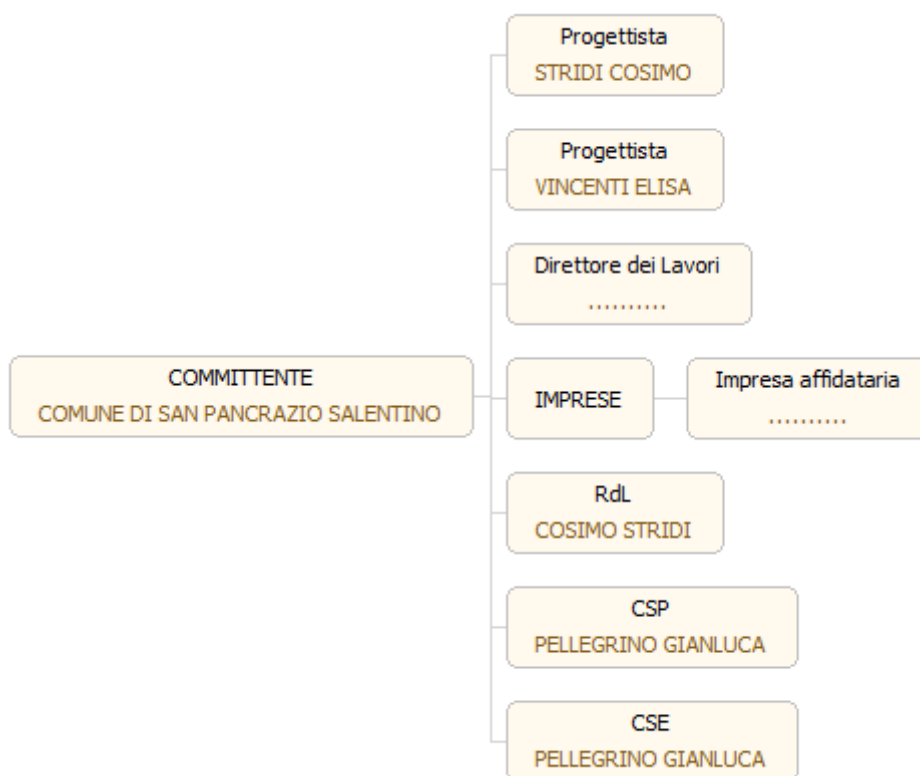 Progettista
STRIDI COSIMO
Progettista
VINCENTI ELISA
Direttore dei Lavori
..........
COMMITTENTE
COMUNE DI SAN PANCRAZIO SALENTINO
IMPRESE
Impresa affidataria
..........
RdL
COSIMO STRIDI
CSP
PELLEGRINO GIANLUCA
CSE
PELLEGRINO GIANLUCA